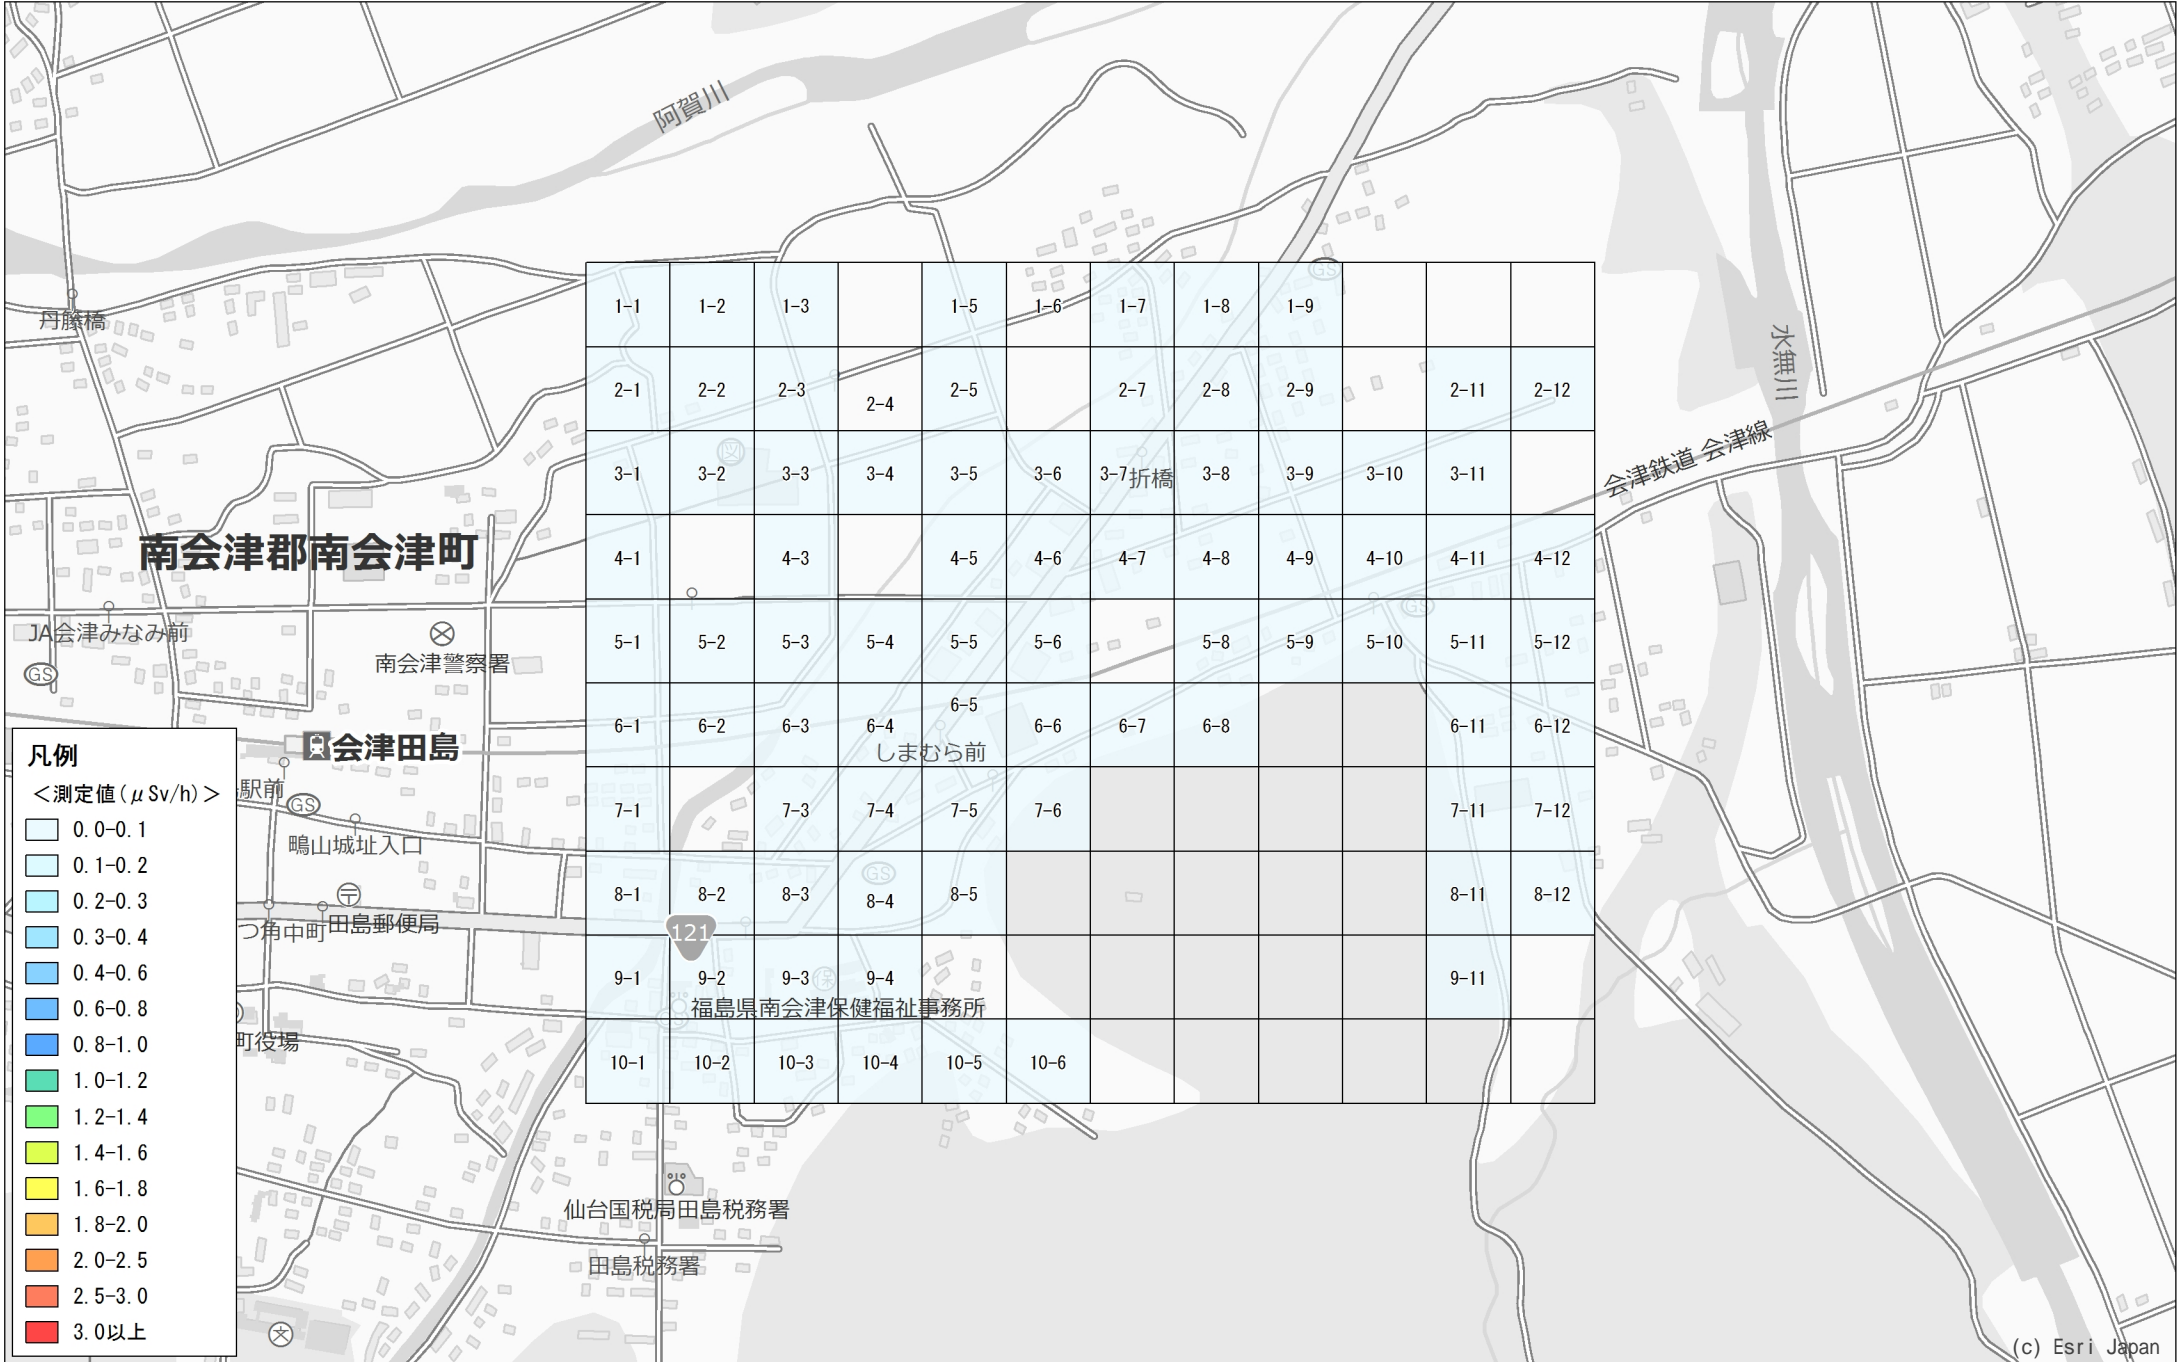 阿賀川
GS
丹籐橋
水無川
1-1 1-2 1-3 1-5 1-6 1-7 1-8 1-9
2-1 2-2 2-3 2-4 2-5 2-7 2-8 2-9 2-11 2-12
会津鉄道 会津線
図
3-1 3-2 3-3 3-4 3-5 3-6 3-7 折橋 3-8 3-9 3-10 3-11
南会津郡南会津町
4-1 4-3 4-5 4-6 4-7 4-8 4-9 4-10 4-11 4-12
GS
JA会津みなみ前
5-1 5-2 5-3 5-4 5-5 5-6 5-8 5-9 5-10 5-11 5-12
南会津警察署
GS
6-1 6-2 6-3 6-4 6-5 6-6 6-7 6-8 6-11 6-12
会津田島
しまむら前
駅前
GS
7-1 7-3 7-4 7-5 7-6 7-11 7-12
鴫山城址入口
GS
8-1 8-2 8-3 8-4 8-5 8-11 8-12
田島郵便局
つ角中町
121
9-1 9-2 9-3 保 9-4 9-11
福島県南会津保健福祉事務所
町役場
10-1 10-2 10-3 10-4 10-5 10-6
仙台国税局田島税務署
田島税務署
文
凡例
＜測定値(μSv/h)＞
0.0-0.1
0.1-0.2
0.2-0.3
0.3-0.4
0.4-0.6
0.6-0.8
0.8-1.0
1.0-1.2
1.2-1.4
1.4-1.6
1.6-1.8
1.8-2.0
2.0-2.5
2.5-3.0
3.0以上
(c) Esri Japan